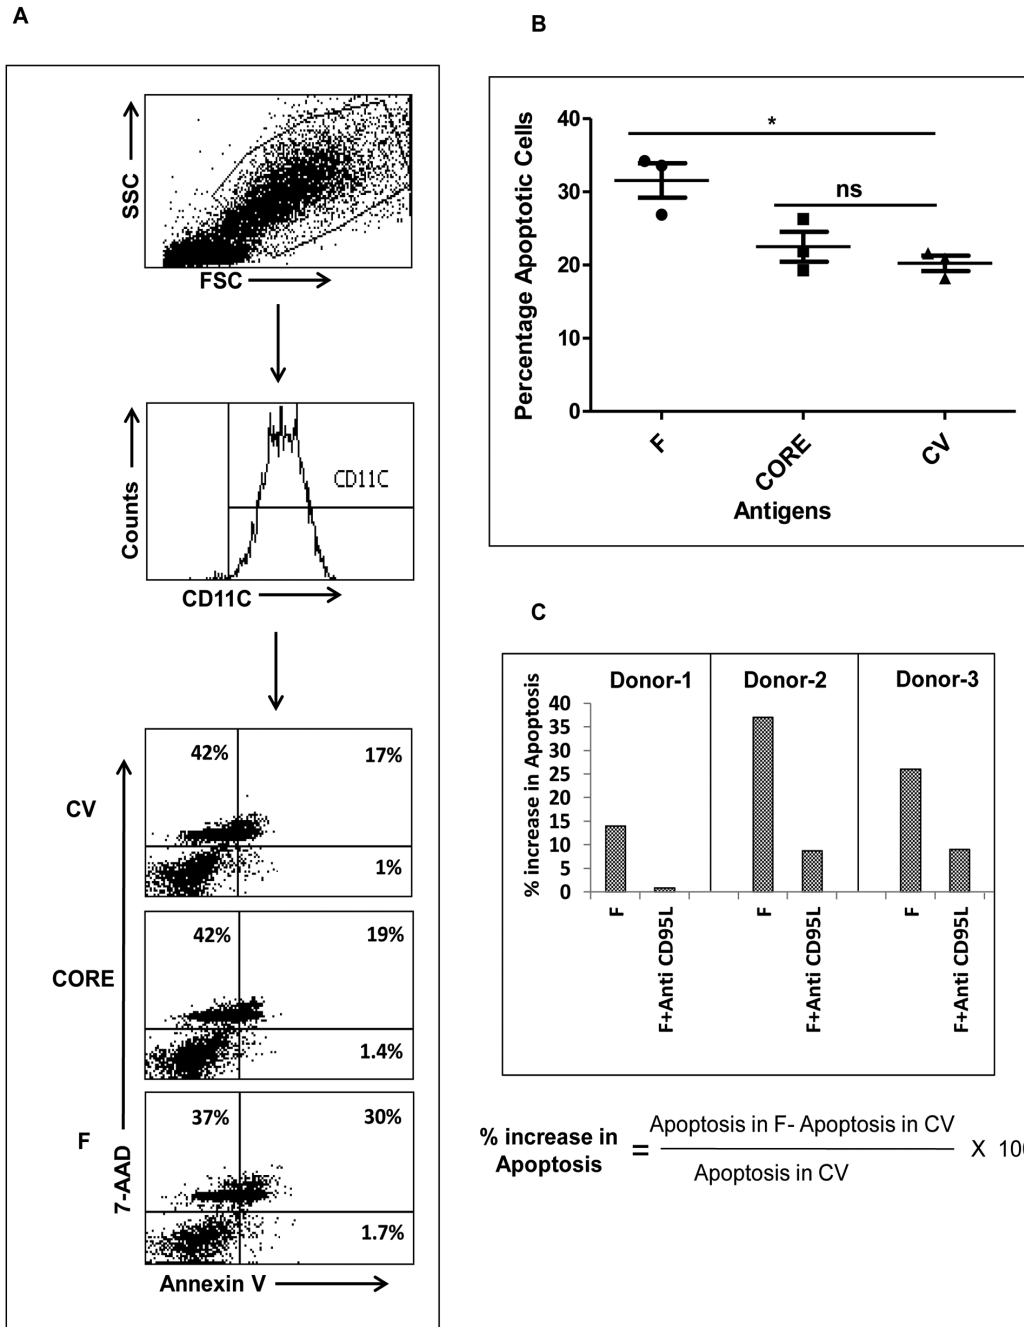 A
SSC
FSC
Counts
CD11C
CD11C
CV
42%
17%
1%
CORE
42%
19%
1.4%
F
37%
30%
1.7%
7-AAD
Annexin V
B
Percentage Apoptotic Cells
40
30
20
10
0
*
ns
F
CORE
CV
Antigens
C
% increase in Apoptosis
Donor-1
Donor-2
Donor-3
40
35
30
25
20
15
10
5
0
F
F+Anti CD95L
F
F+Anti CD95L
F
F+Anti CD95L
% increase in
Apoptosis
=
Apoptosis in F- Apoptosis in CV
Apoptosis in CV
X